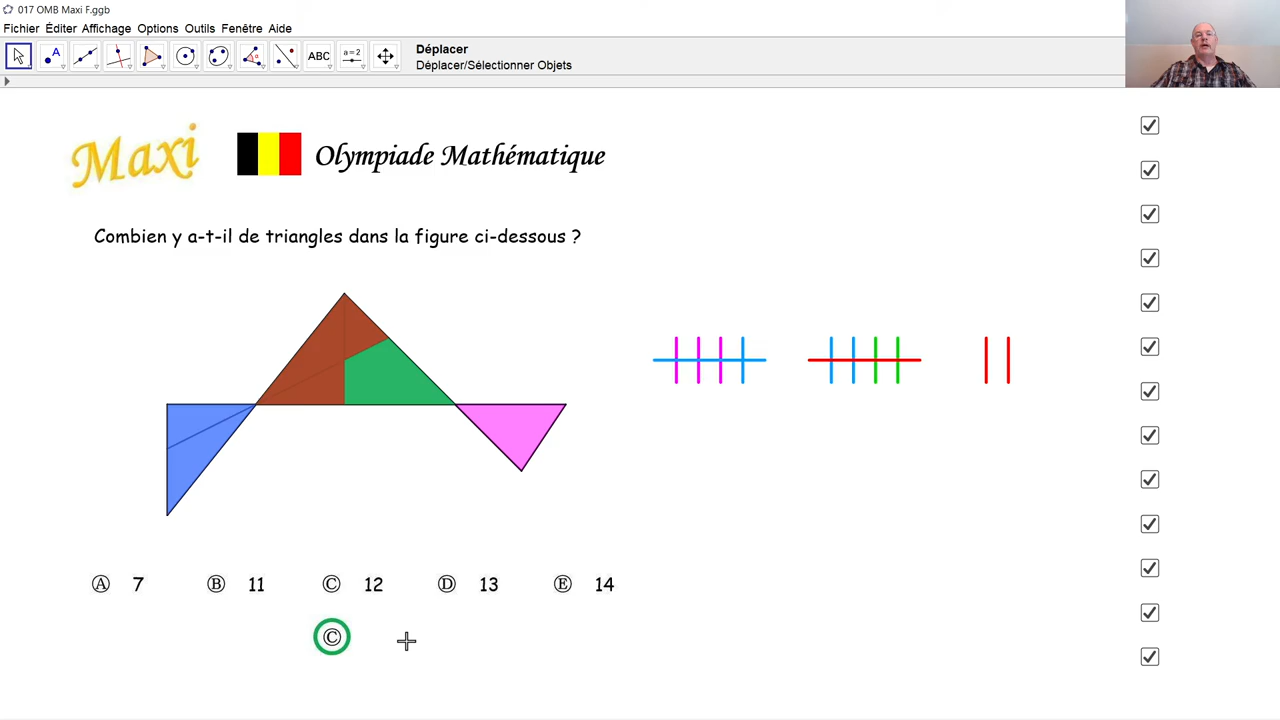 017 OMB Maxi F.ggb
Fichier Éditer Affichage Options Outils Fenêtre Aide
A ABC a=2 Déplacer
Déplacer/Sélectionner Objets
Maxi Olympiade Mathématique
Combien y a-t-il de triangles dans la figure ci-dessous ?
Ⓐ 7 Ⓑ 11 Ⓒ 12 Ⓓ 13 Ⓔ 14
Ⓒ